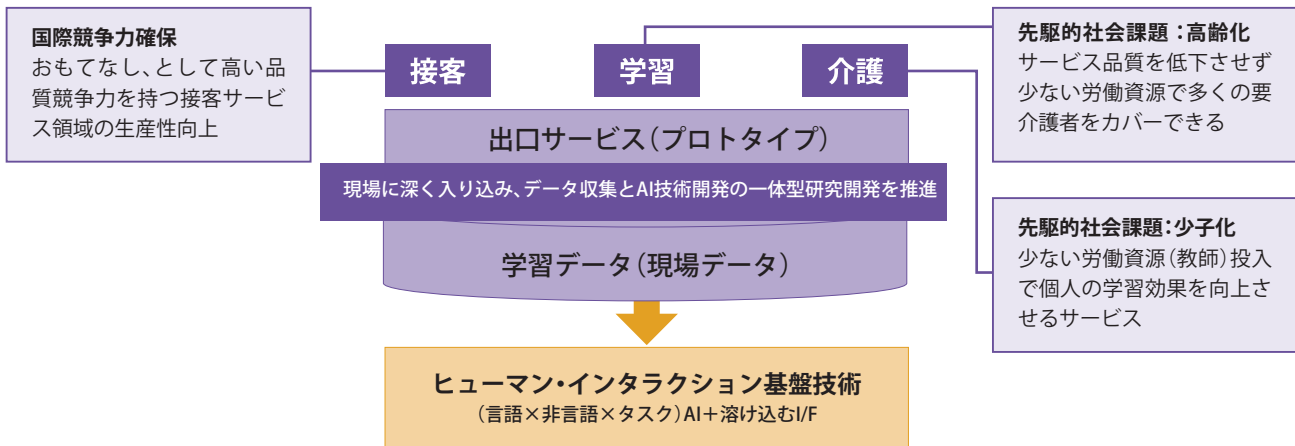 国際競争力確保
おもてなし、として高い品
質競争力を持つ接客サービ
ス領域の生産性向上
接客
学習
介護
先駆的社会課題：高齢化
サービス品質を低下させず
少ない労働資源で多くの要
介護者をカバーできる
出口サービス（プロトタイプ）
現場に深く入り込み、データ収集とAI技術開発の一体型研究開発を推進
学習データ（現場データ）
先駆的社会課題：少子化
少ない労働資源（教師）投入
で個人の学習効果を向上さ
せるサービス
ヒューマン・インタラクション基盤技術
（言語×非言語×タスク）AI＋溶け込むI/F